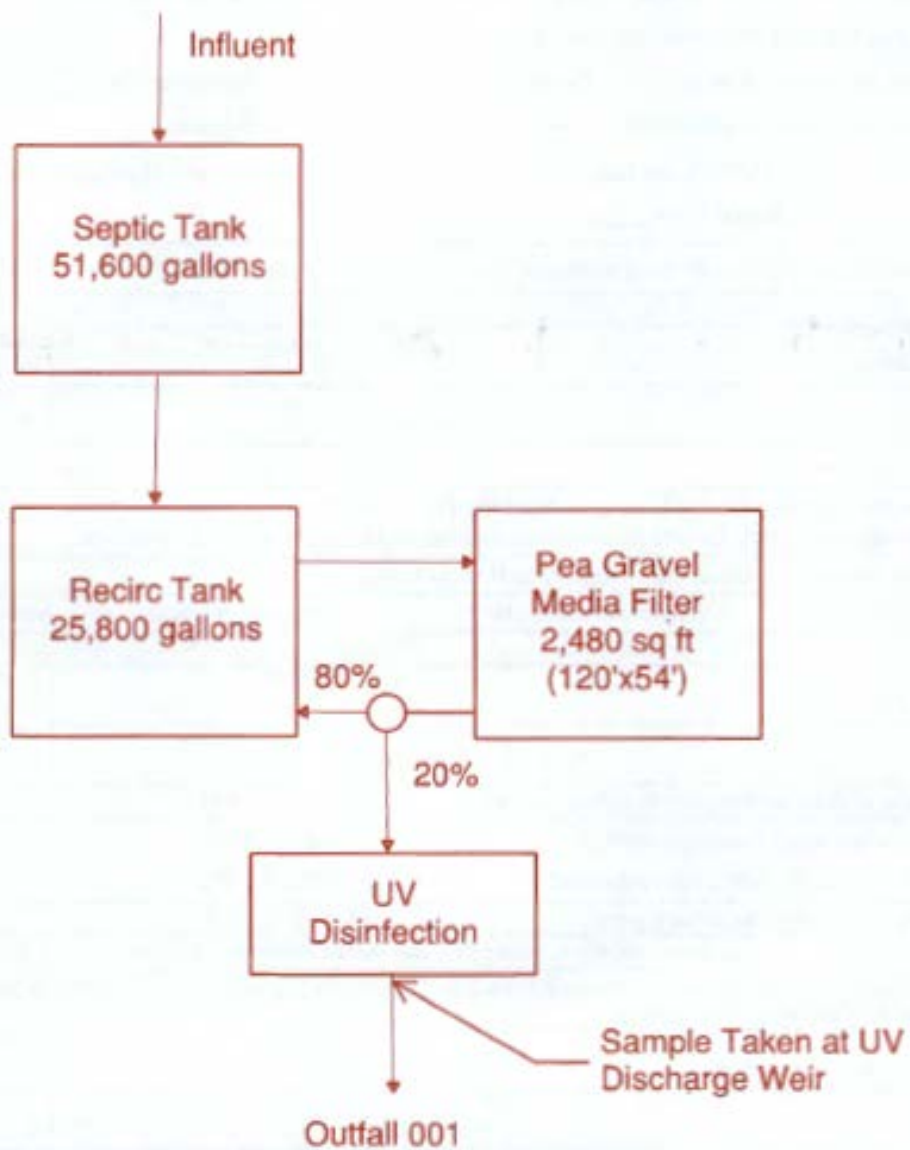 Influent
Septic Tank
51,600 gallons
Recirc Tank
25,800 gallons
Pea Gravel
Media Filter
2,480 sq ft
(120'x54')
80%
20%
UV
Disinfection
Sample Taken at UV
Discharge Weir
Outfall 001